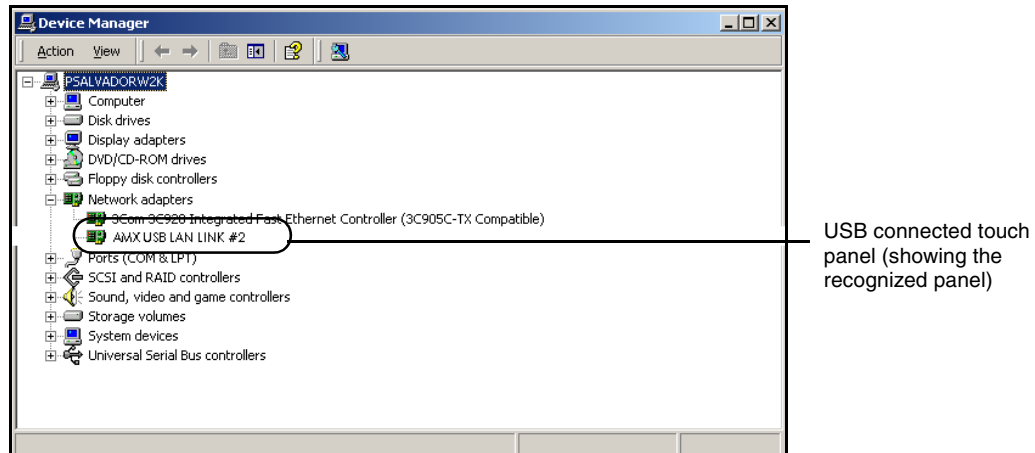 Device Manager
Action View
PSALVADORW2K
Computer
Disk drives
Display adapters
DVD/CD-ROM drives
Floppy disk controllers
Network adapters
3Com 3C920 Integrated Fast Ethernet Controller (3C905C-TX Compatible)
AMX USB LAN LINK #2
Ports (COM & LPT)
SCSI and RAID controllers
Sound, video and game controllers
Storage volumes
System devices
Universal Serial Bus controllers
USB connected touch
panel (showing the
recognized panel)